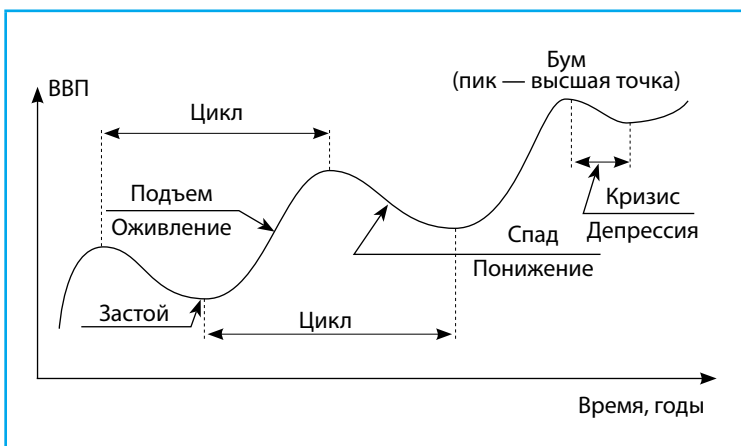 Бум
(пик — высшая точка)
ВВП
Цикл
Подъем
Оживление
Кризис
Депрессия
Спад
Понижение
Застой
Цикл
Время, годы